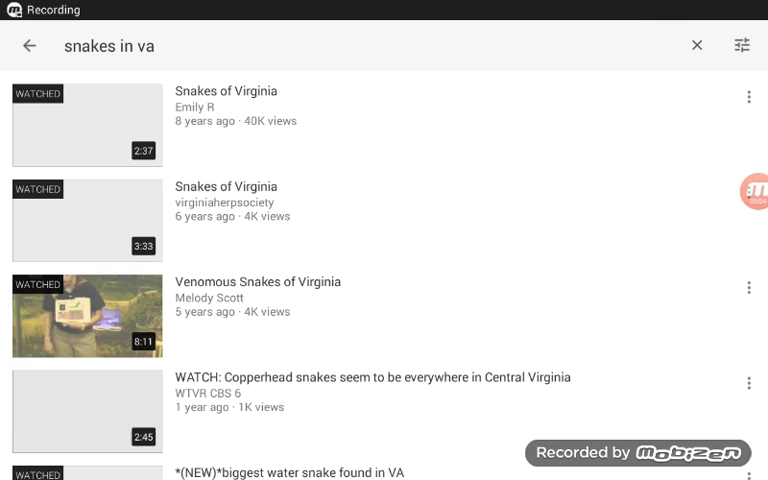 Recording
snakes in va
WATCHED
Snakes of Virginia
Emily R
8 years ago · 40K views
2:37
WATCHED
Snakes of Virginia
virginiaherpsociety
6 years ago · 4K views
3:33
00:04
WATCHED
Venomous Snakes of Virginia
Melody Scott
5 years ago · 4K views
8:11
WATCH: Copperhead snakes seem to be everywhere in Central Virginia
WTVR CBS 6
1 year ago · 1K views
2:45
Recorded by mobizen
WATCHED
*(NEW)*biggest water snake found in VA